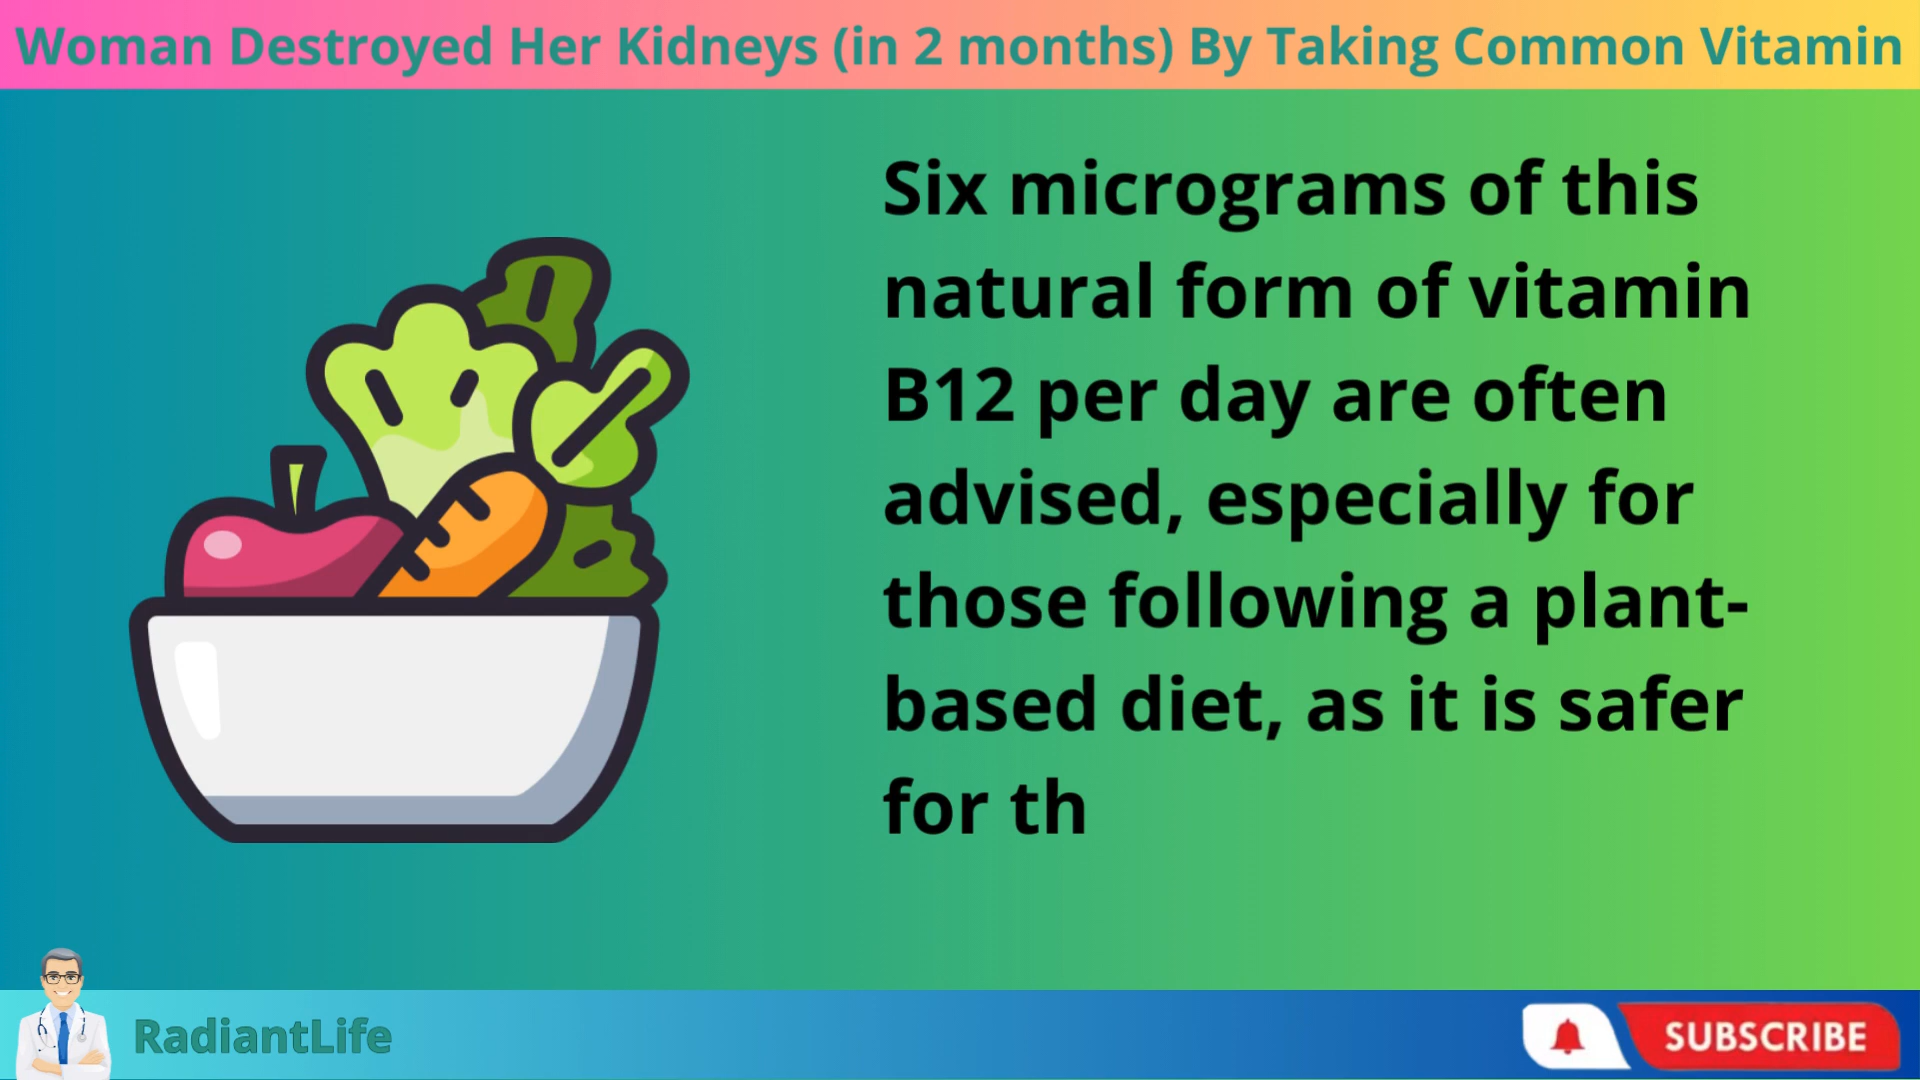 Woman Destroyed Her Kidneys (in 2 months) By Taking Common Vitamin
Six micrograms of this
natural form of vitamin
B12 per day are often
advised, especially for
those following a plant-
based diet, as it is safer
for th
RadiantLife
SUBSCRIBE